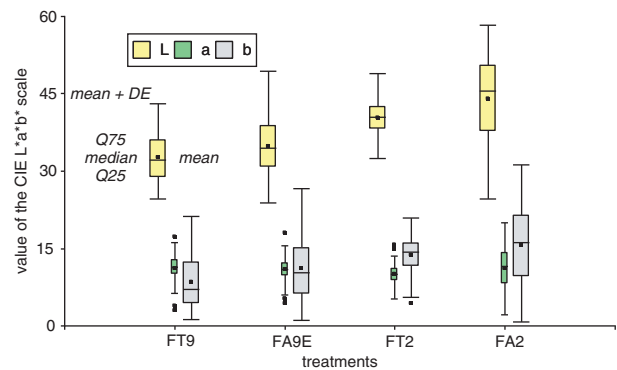 60
45
30
15
0
value of the CIE L*a*b* scale
L a b
mean + DE
Q75
median mean
Q25
FT9 FA9E FT2 FA2
treatments